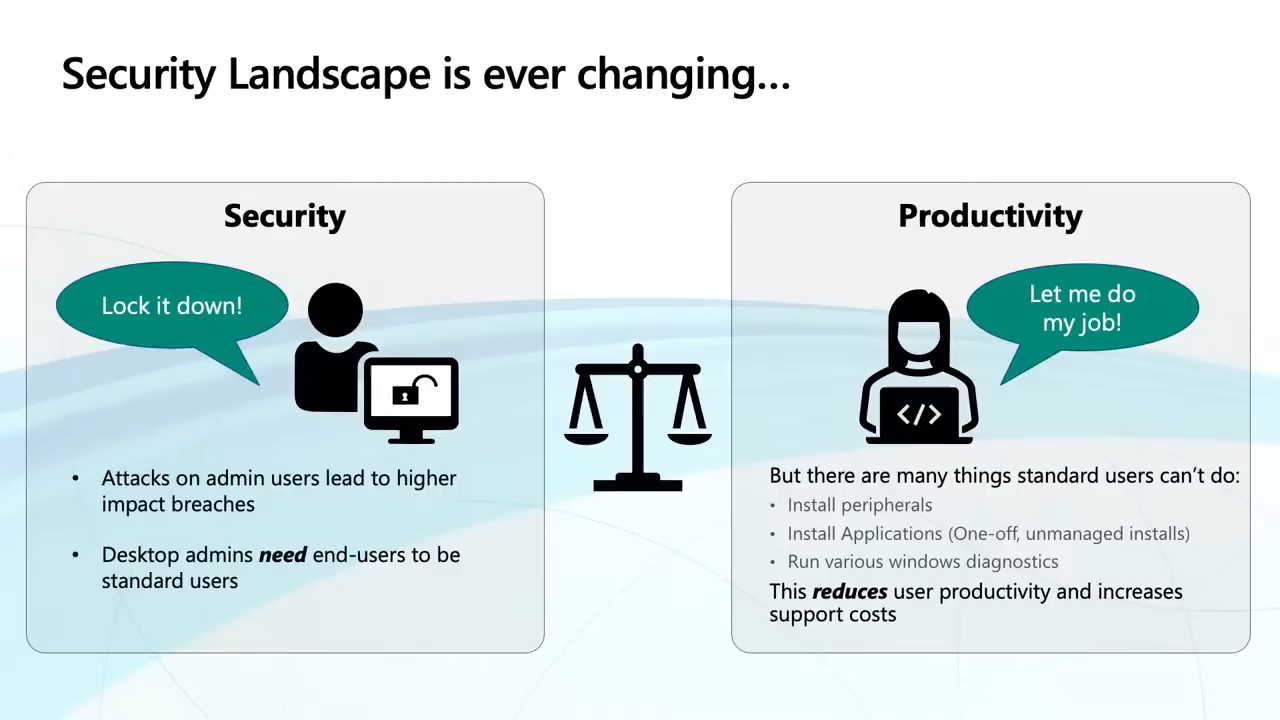 Security Landscape is ever changing...
Security
Lock it down!
• Attacks on admin users lead to higher
impact breaches
• Desktop admins need end-users to be
standard users
Productivity
Let me do
my job!
</>
But there are many things standard users can't do:
• Install peripherals
• Install Applications (One-off, unmanaged installs)
• Run various windows diagnostics
This reduces user productivity and increases
support costs